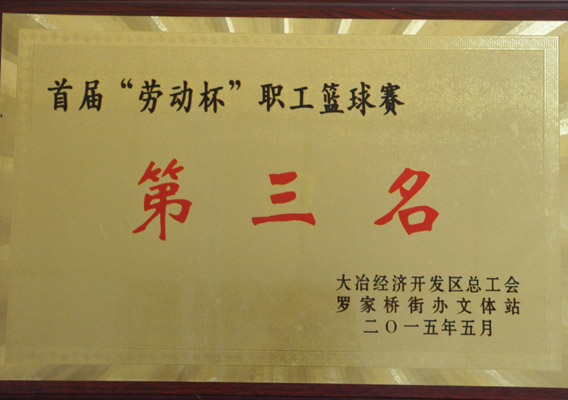 首届“劳动杯”职工篮球赛
第三名
大冶经济开发区总工会
罗家桥街办文体站
二〇一五年五月